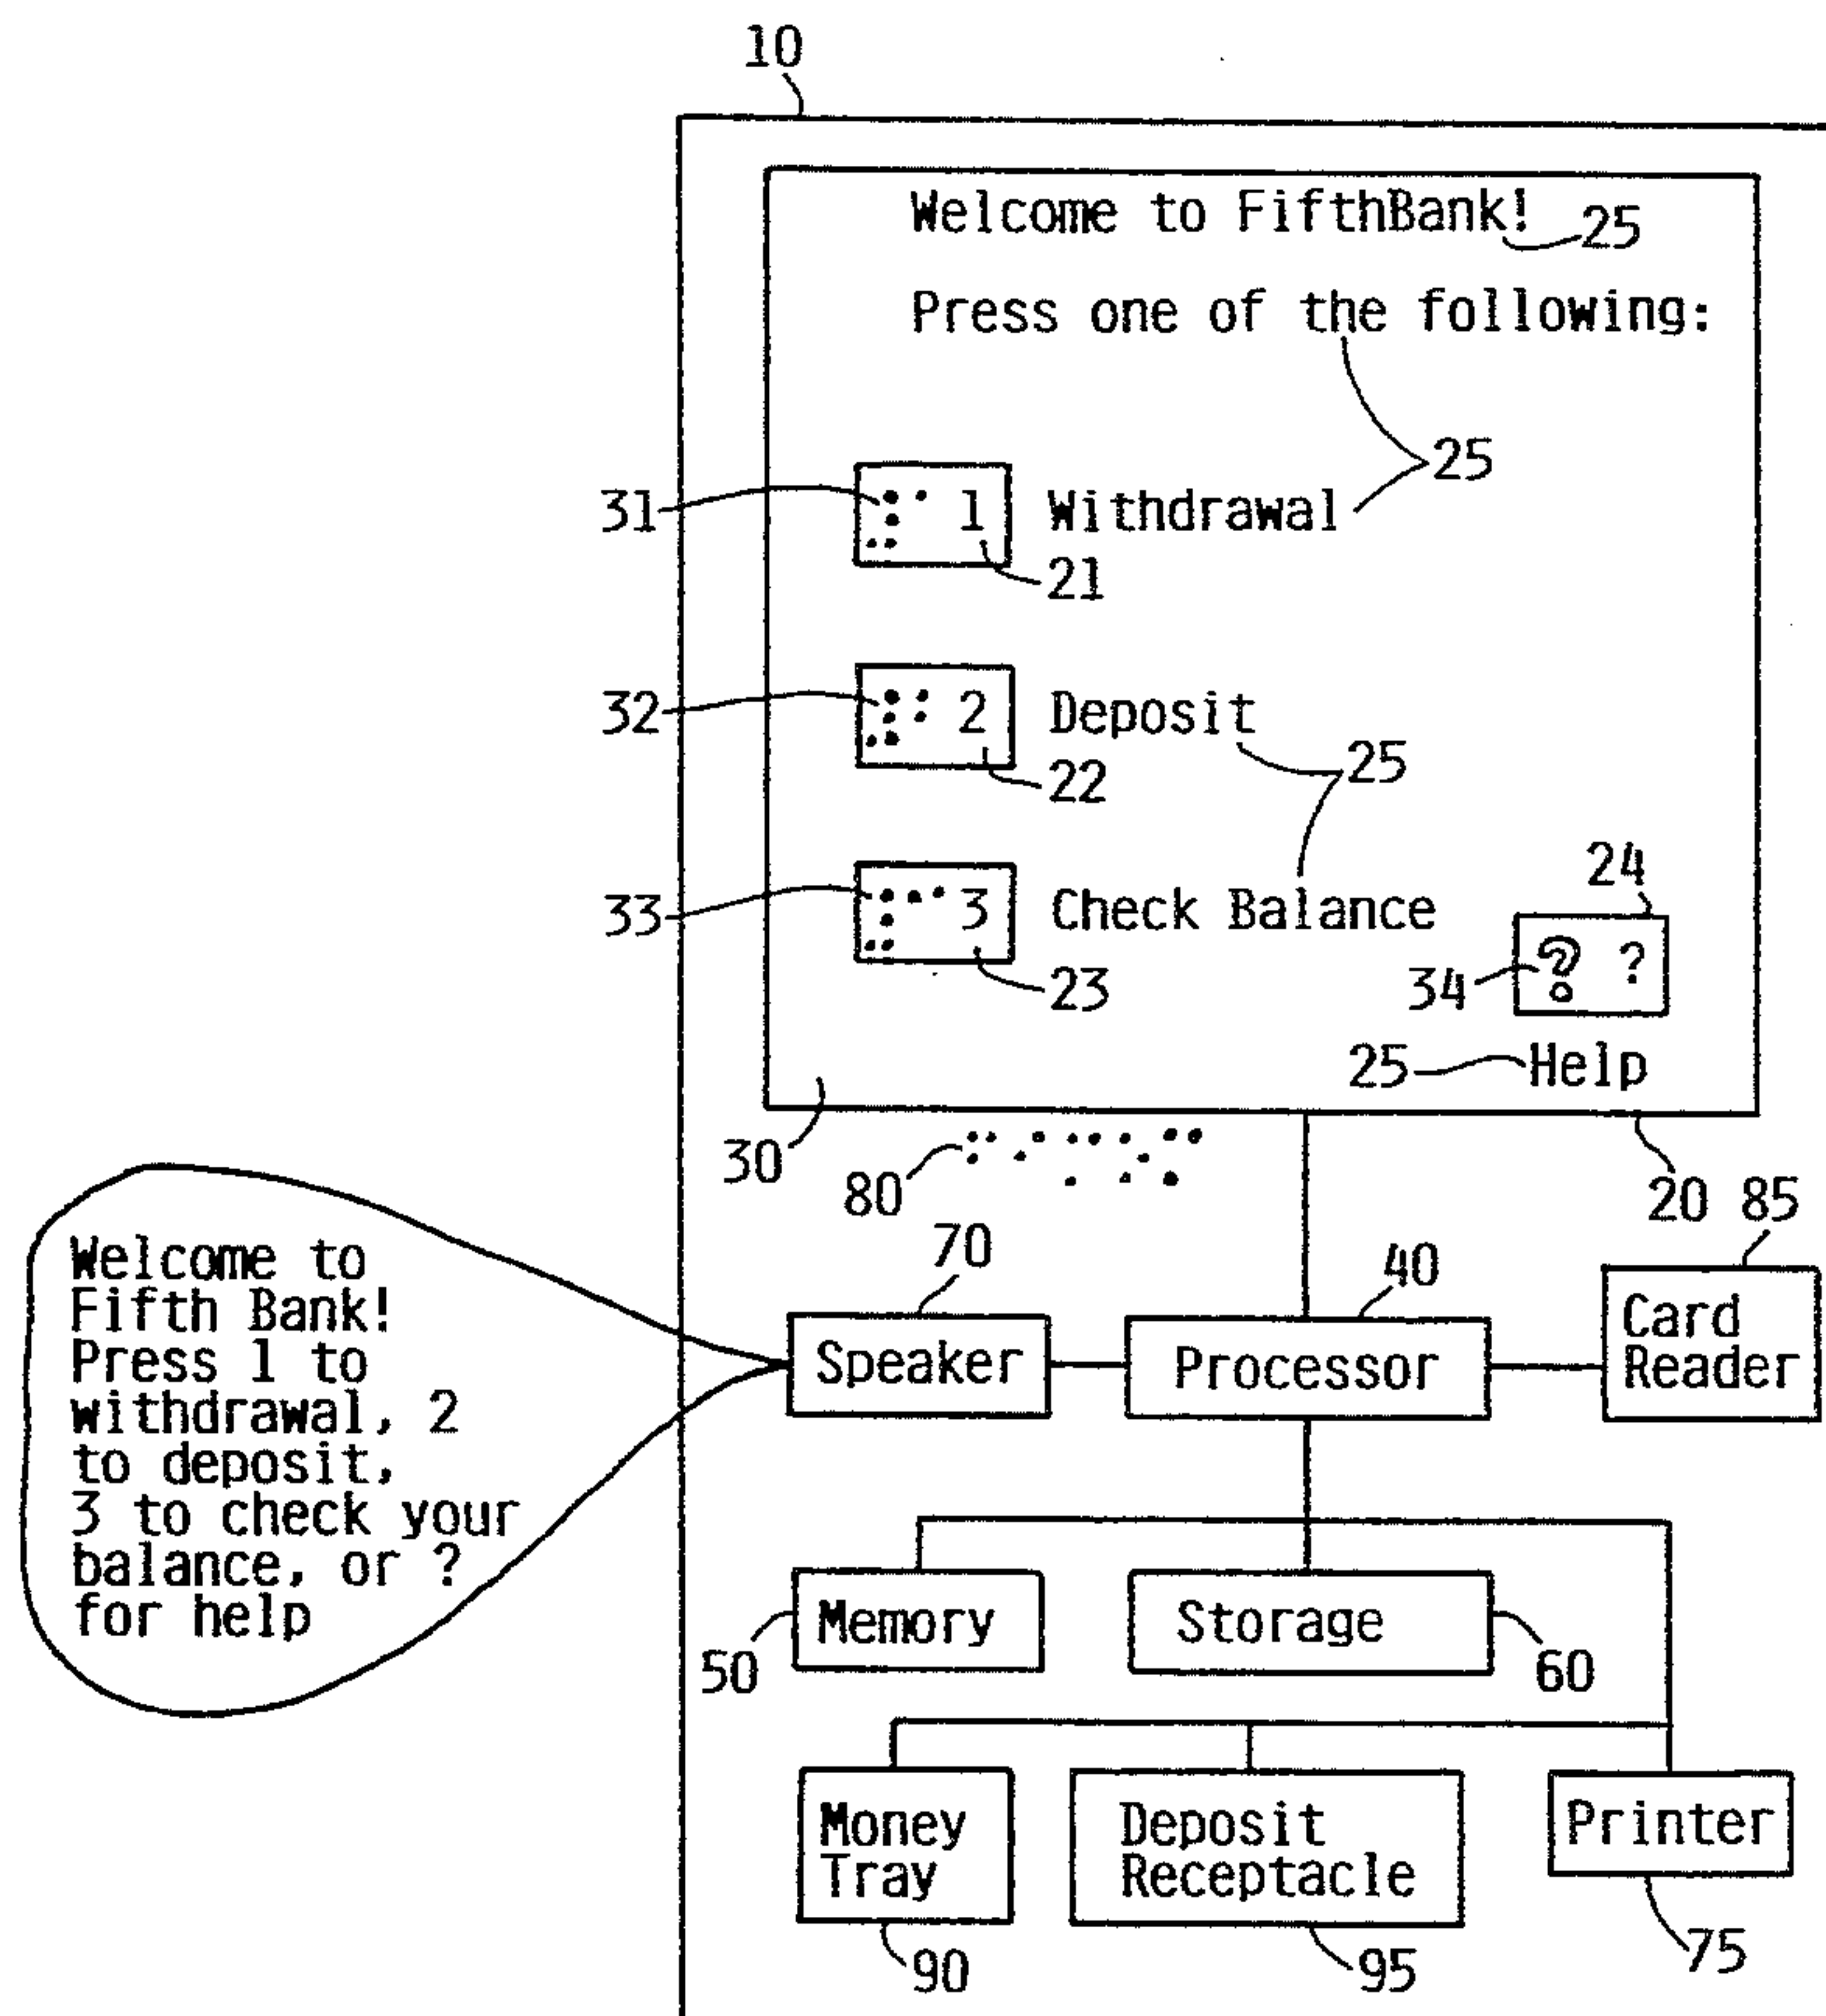 10
Welcome to FifthBank!
25
Press one of the following:
25
31
1 Withdrawal
21
32
2 Deposit
22
25
33
3 Check Balance
23
24
34
?
?
25
Help
30
80
20
85
70
40
Welcome to
Fifth Bank!
Press 1 to
withdrawal, 2
to deposit,
3 to check your
balance, or ?
for help
Speaker
Processor
Card
Reader
Memory
Storage
50
60
Money
Tray
Deposit
Receptacle
Printer
90
95
75